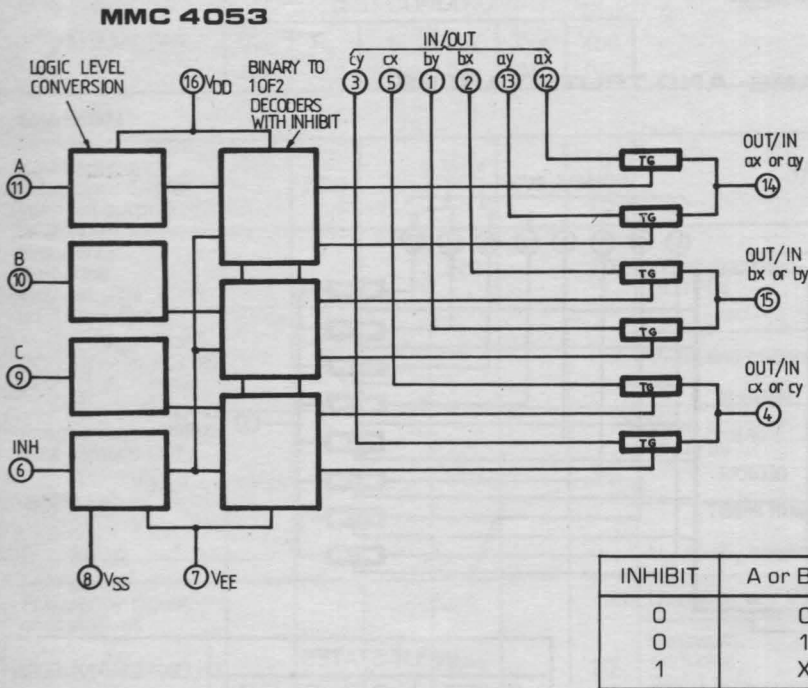 MMC 4053
IN/OUT
cy cx by bx ay ax
3 5 1 2 13 12
LOGIC LEVEL
CONVERSION
16 VDD
BINARY TO
1 OF 2
DECODERS
WITH INHIBIT
A
11
B
10
C
9
INH
6
8 VSS
7 VEE
TG
TG
TG
TG
TG
TG
OUT/IN
ax or ay
14
OUT/IN
bx or by
15
OUT/IN
cx or cy
4
INHIBIT A or B
0 0
0 1
1 X